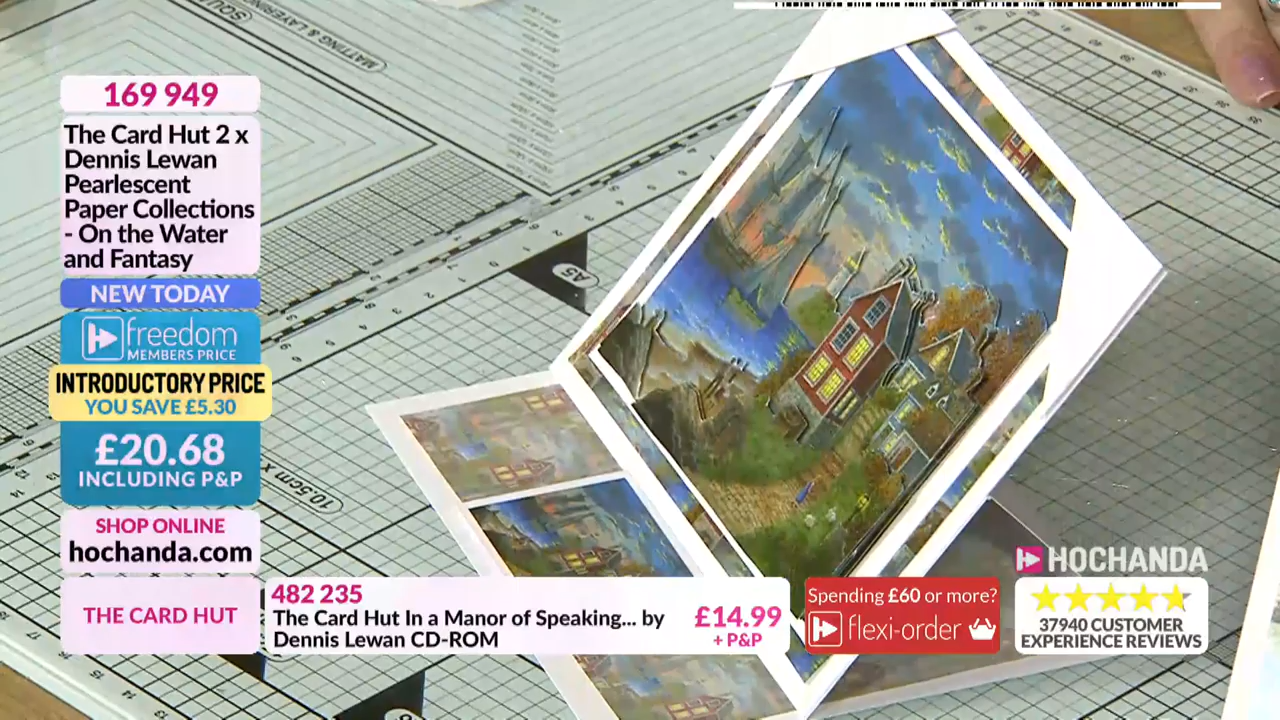 169 949
The Card Hut 2 x
Dennis Lewan
Pearlescent
Paper Collections
- On the Water
and Fantasy
NEW TODAY
freedom
MEMBERS PRICE
INTRODUCTORY PRICE
YOU SAVE £5.30
£20.68
INCLUDING P&P
SHOP ONLINE
hochanda.com
THE CARD HUT
482 235
The Card Hut In a Manor of Speaking... by
Dennis Lewan CD-ROM
£14.99
+ P&P
Spending £60 or more?
flexi-order
HOCHANDA
37940 CUSTOMER
EXPERIENCE REVIEWS
MATTING & LAYERING
A5
10.5cm x